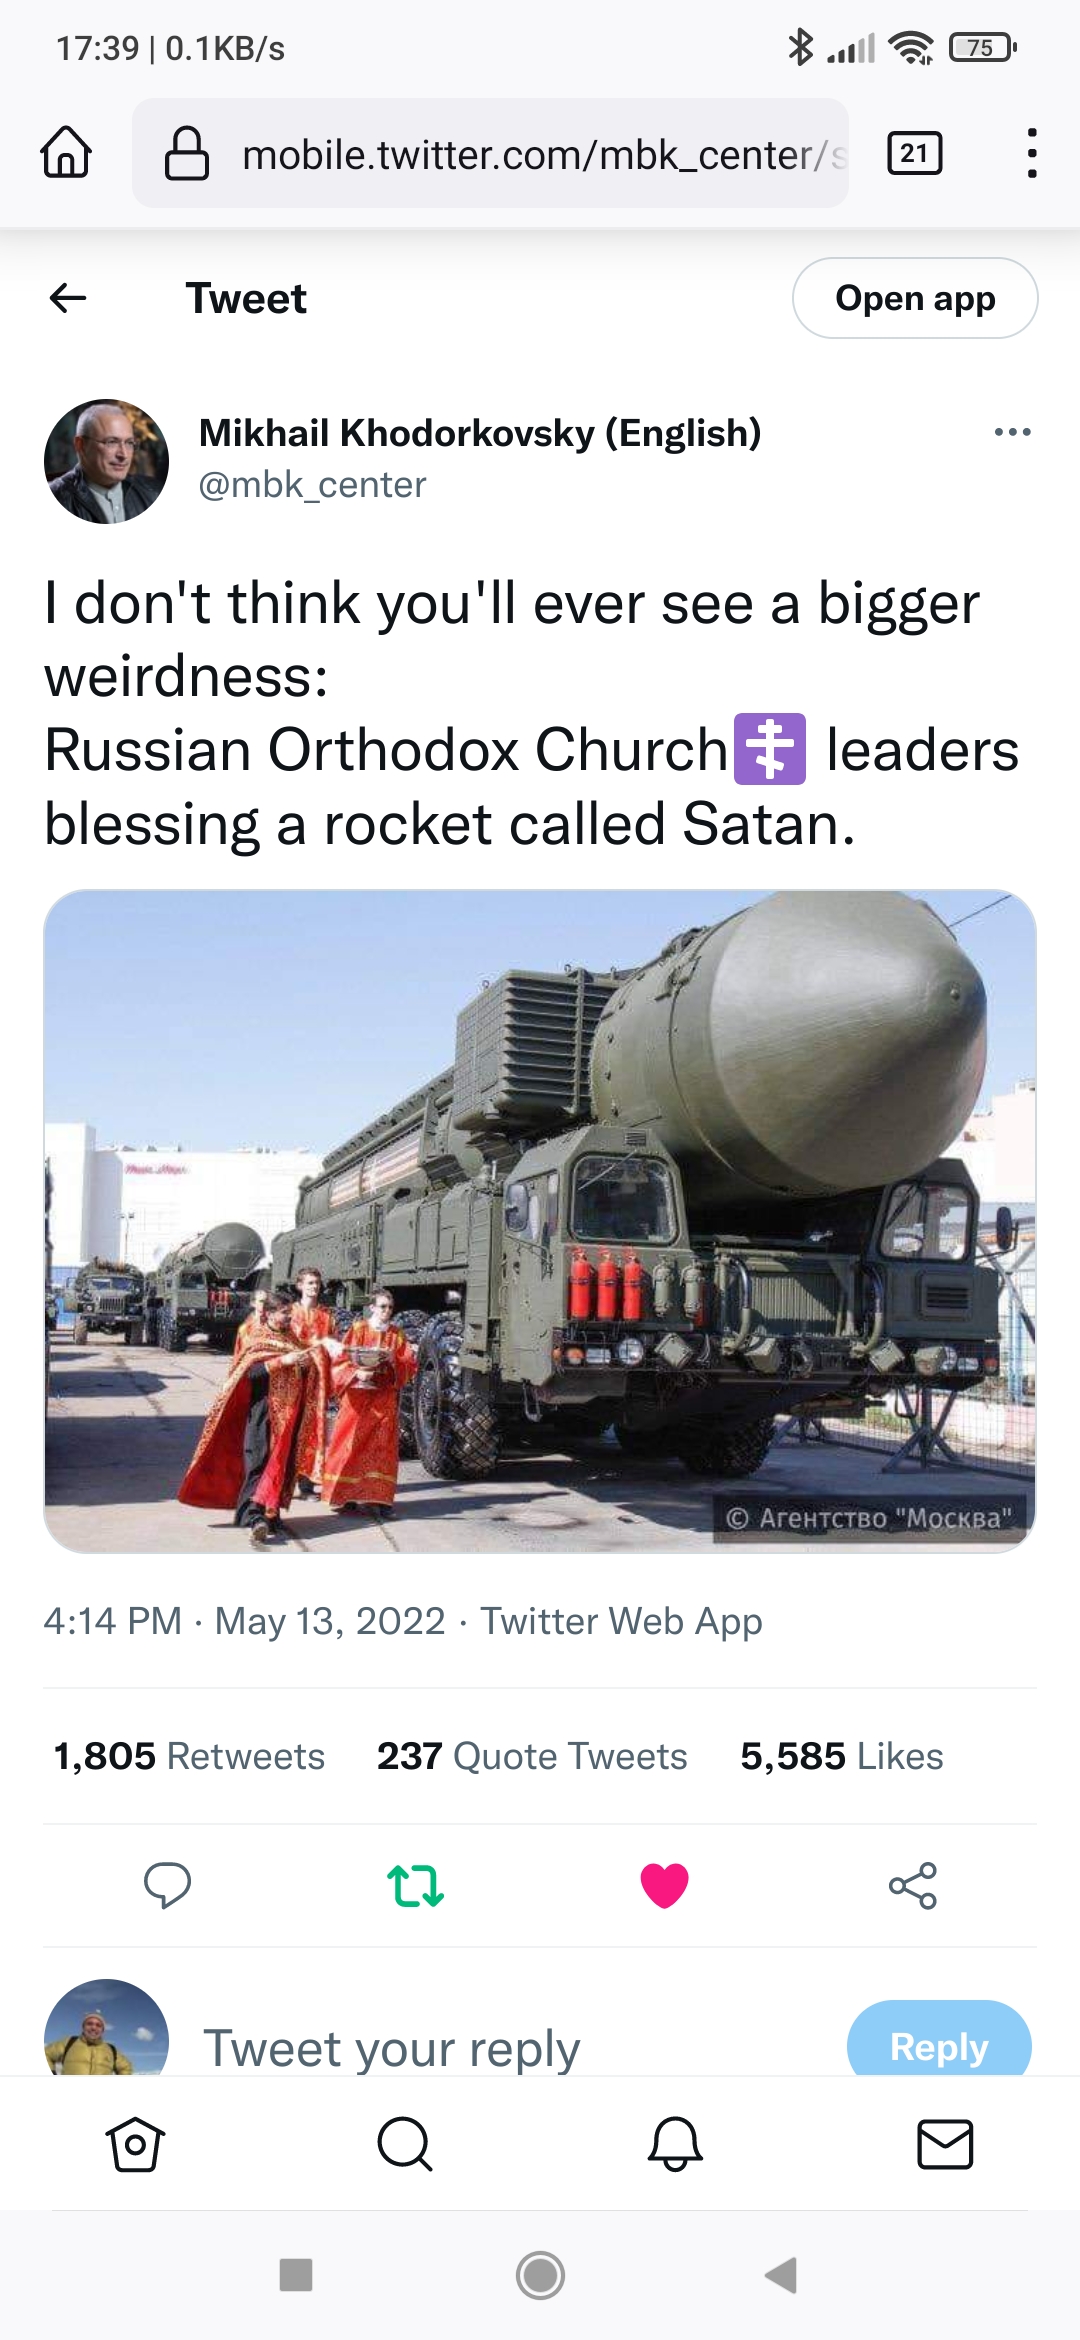 17:39 | 0.1KB/s
75
mobile.twitter.com/mbk_center/s
21
Tweet
Open app
Mikhail Khodorkovsky (English)
@mbk_center
I don't think you'll ever see a bigger
weirdness:
Russian Orthodox Church☦️ leaders
blessing a rocket called Satan.
© Агентство "Москва"
4:14 PM · May 13, 2022 · Twitter Web App
1,805 Retweets 237 Quote Tweets 5,585 Likes
Tweet your reply
Reply